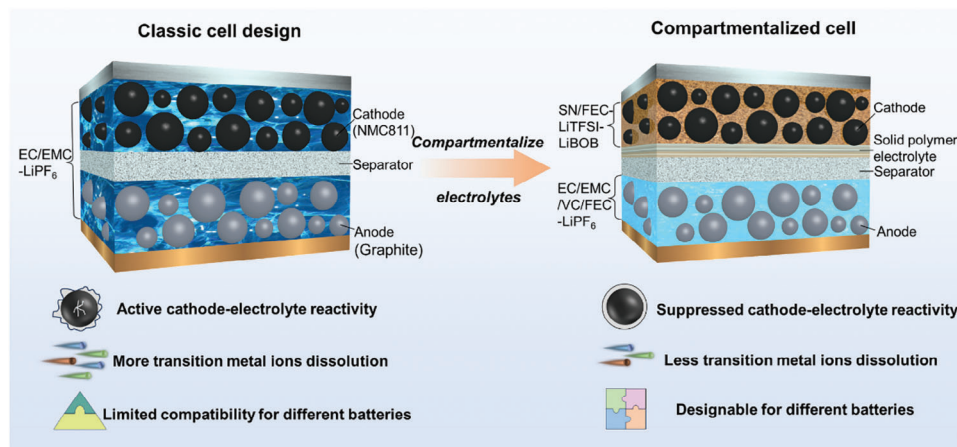 Classic cell design
EC/EMC
-LiPF₆
Cathode
(NMC811)
Separator
Anode
(Graphite)
Compartmentalize
electrolytes
Compartmentalized cell
SN/FEC-
LiTFSI-
LiBOB
EC/EMC
/VC/FEC
-LiPF₆
Cathode
Solid polymer
electrolyte
Separator
Anode
Active cathode-electrolyte reactivity
More transition metal ions dissolution
Limited compatibility for different batteries
Suppressed cathode-electrolyte reactivity
Less transition metal ions dissolution
Designable for different batteries